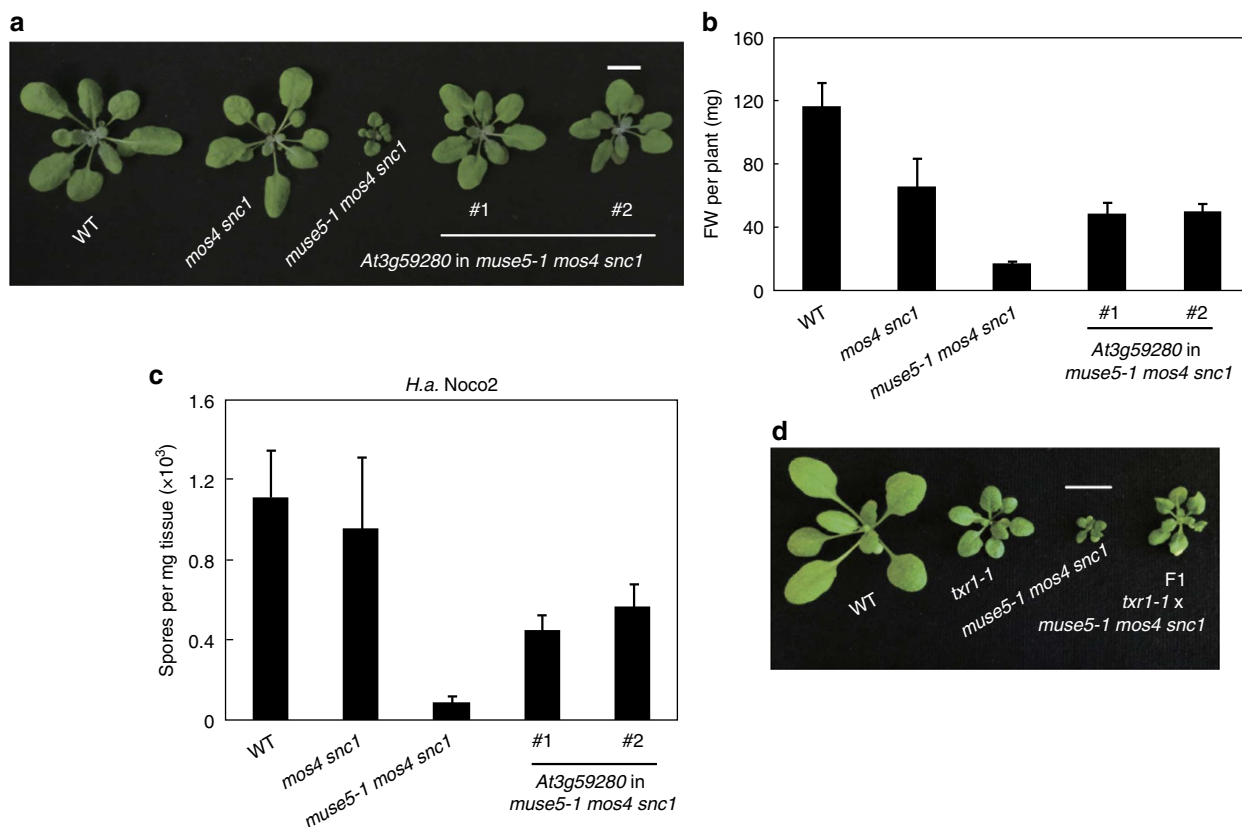 a
WT
mos4 snc1
muse5-1 mos4 snc1
#1
#2
At3g59280 in muse5-1 mos4 snc1
b
FW per plant (mg)
160
120
80
40
0
WT
mos4 snc1
muse5-1 mos4 snc1
#1
#2
At3g59280 in
muse5-1 mos4 snc1
c
H.a. Noco2
Spores per mg tissue (×10³)
1.6
1.2
0.8
0.4
0
WT
mos4 snc1
muse5-1 mos4 snc1
#1
#2
At3g59280 in
muse5-1 mos4 snc1
d
WT
txr1-1
muse5-1 mos4 snc1
F1
txr1-1 x
muse5-1 mos4 snc1